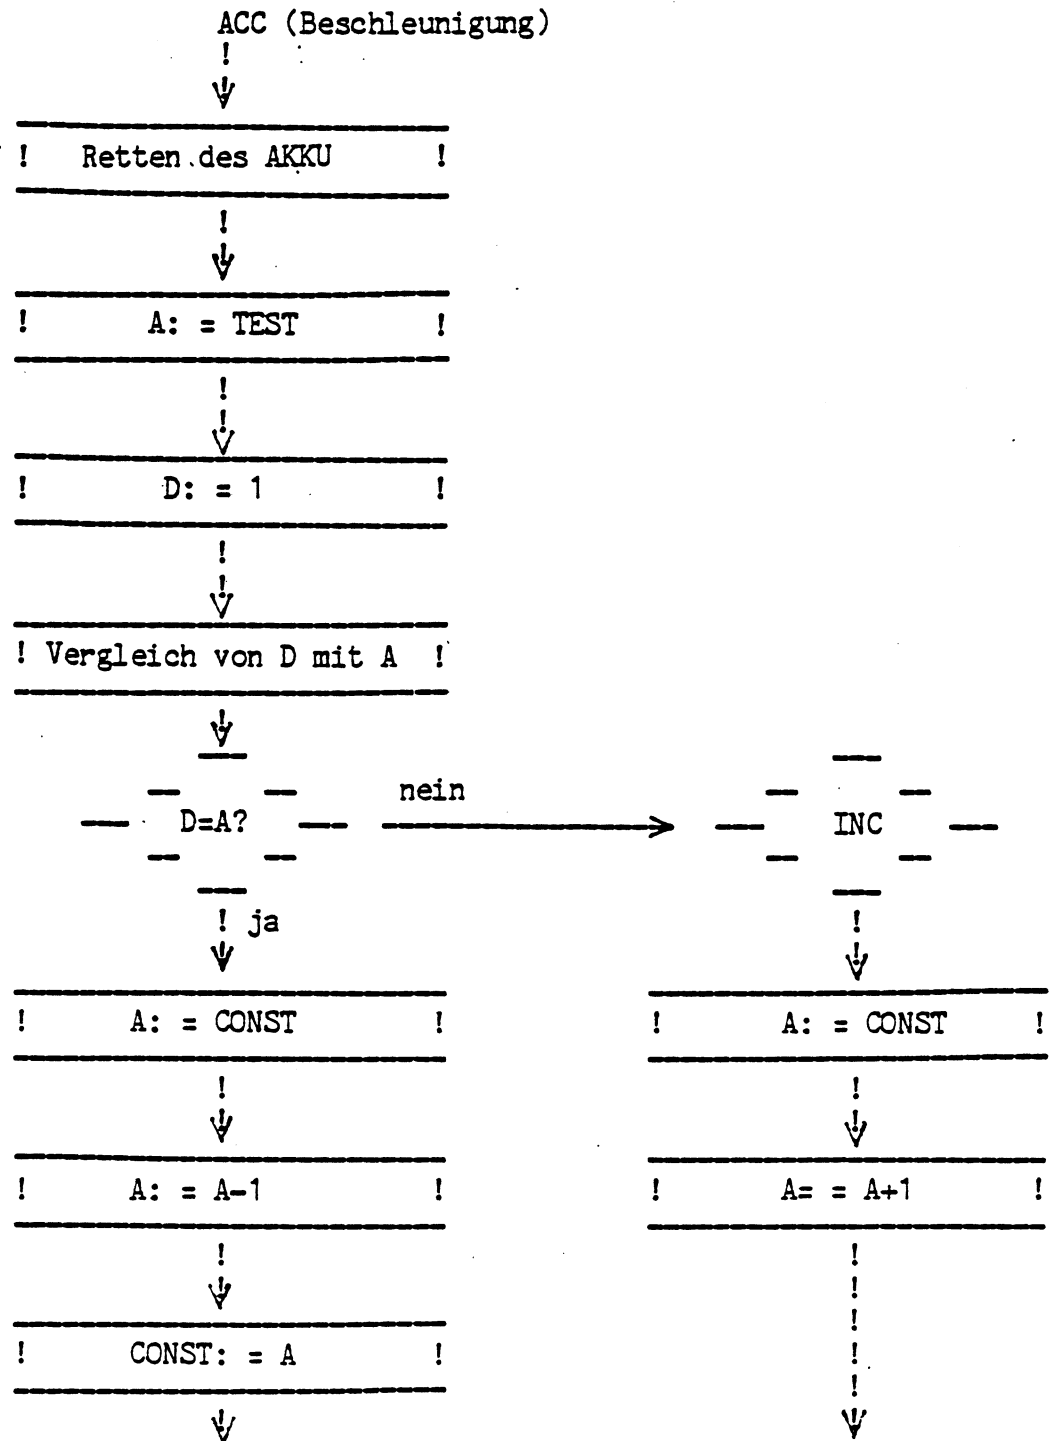 ACC (Beschleunigung)
Retten des AKKU
A: = TEST
D: = 1
Vergleich von D mit A
D=A?
nein
INC
ja
A: = CONST
A: = CONST
A: = A-1
A= = A+1
CONST: = A